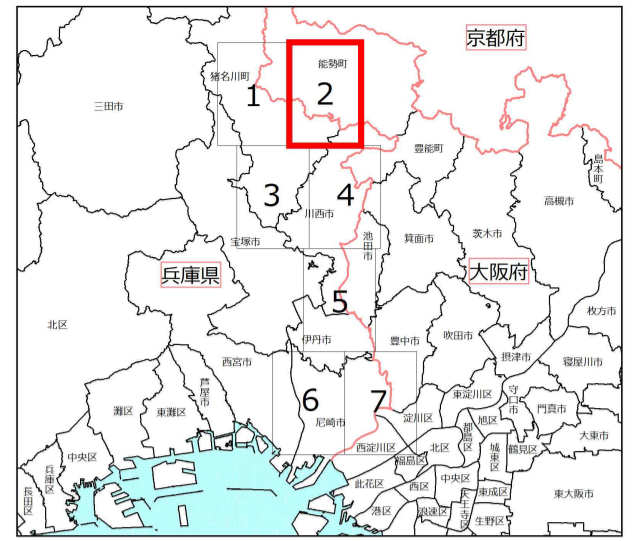 京都府
能勢町
猪名川町
2
1
三田市
豊能町
島本町
3
4
高槻市
川西市
池田市
箕面市
茨木市
宝塚市
兵庫県
大阪府
5
枚方市
北区
伊丹市
豊中市
吹田市
摂津市
寝屋川市
西宮市
芦屋市
6
7
東淀川区
守口市
門真市
灘区
東灘区
尼崎市
淀川区
都島区
旭区
大東市
西淀川区
北区
城東区
鶴見区
中央区
福島区
兵庫区
此花区
西区
中央区
東成区
東大阪市
長田区
港区
浪速区
天王寺区
生野区